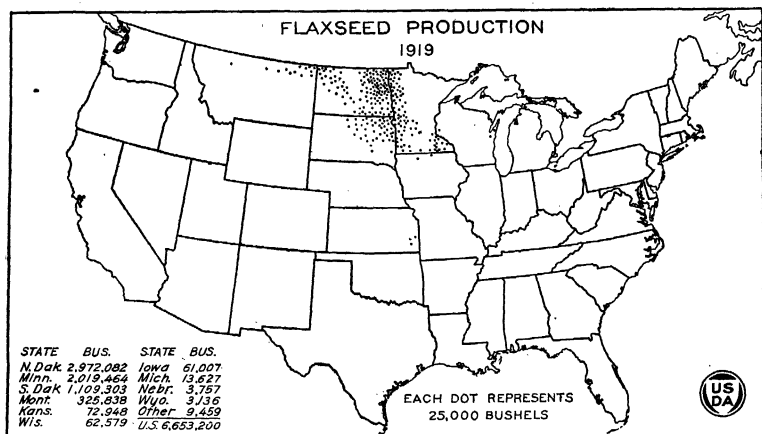 FLAXSEED PRODUCTION
1919
STATE BUS. STATE BUS.
N.Dak. 2,972,082 Iowa 61,007
Minn. 2,019,464 Mich. 13,627
S.Dak 1,109,303 Nebr. 3,757
Mont. 325,838 Wyo. 3,136
Kans. 72,948 Other 9,459
Wis. 62,579 U.S. 6,653,200
EACH DOT REPRESENTS
25,000 BUSHELS
US
DA